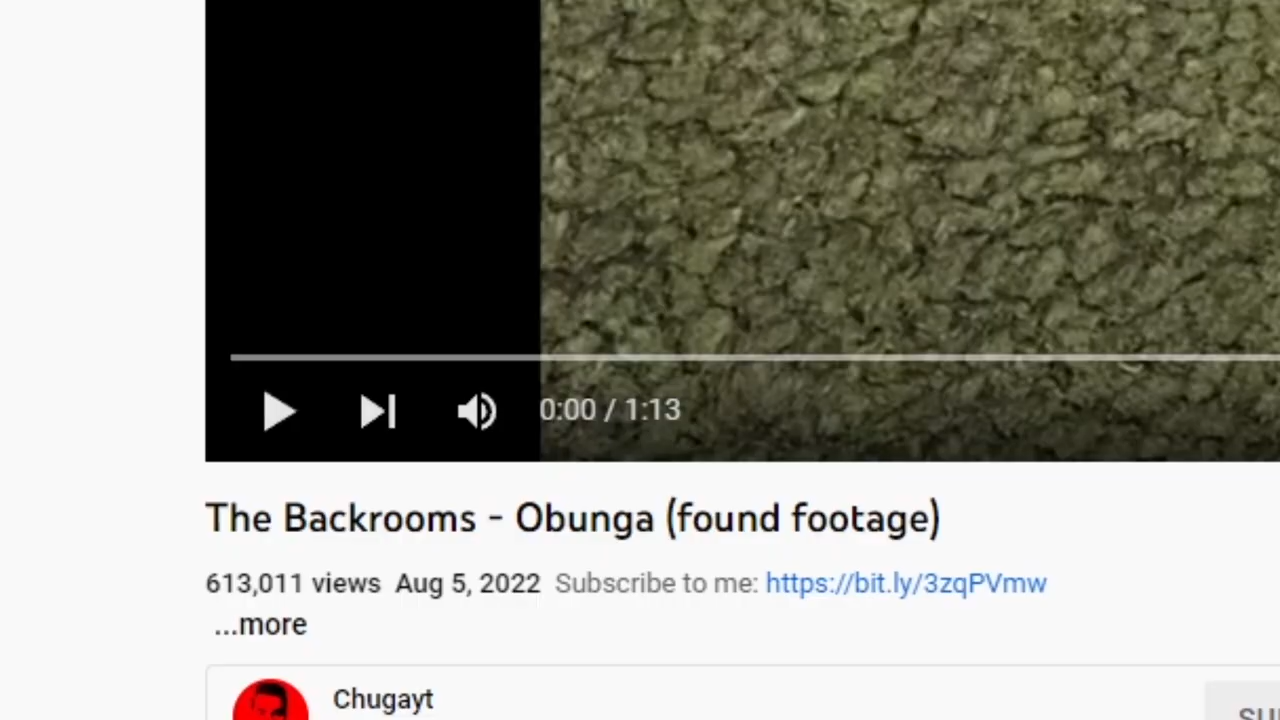 0:00 / 1:13
The Backrooms - Obunga (found footage)
613,011 views Aug 5, 2022 Subscribe to me: https://bit.ly/3zqPVmw
...more
Chugayt